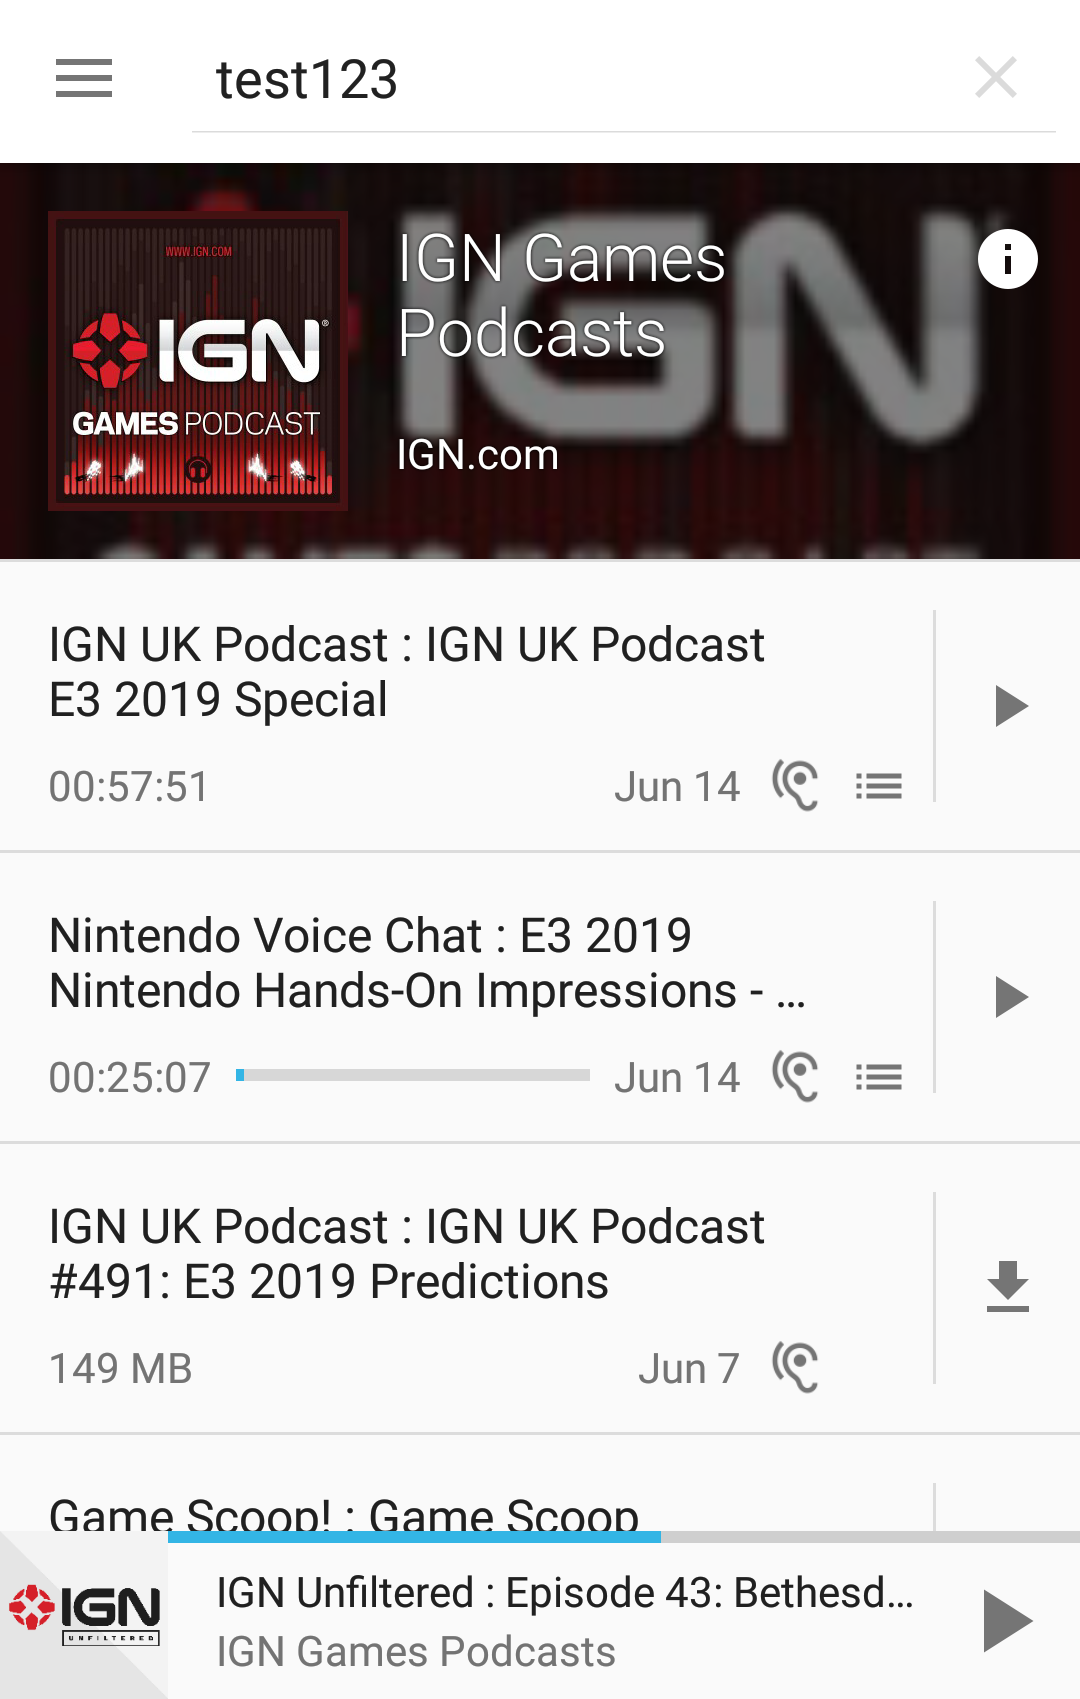 test123
WWW.IGN.COM
IGN®
GAMES PODCAST
IGN Games
Podcasts
IGN.com
IGN
IGN UK Podcast : IGN UK Podcast
E3 2019 Special
00:57:51 Jun 14
Nintendo Voice Chat : E3 2019
Nintendo Hands-On Impressions - ...
00:25:07 Jun 14
IGN UK Podcast : IGN UK Podcast
#491: E3 2019 Predictions
149 MB Jun 7
Game Scoop! : Game Scoop
IGN
UNFILTERED
IGN Unfiltered : Episode 43: Bethesd...
IGN Games Podcasts